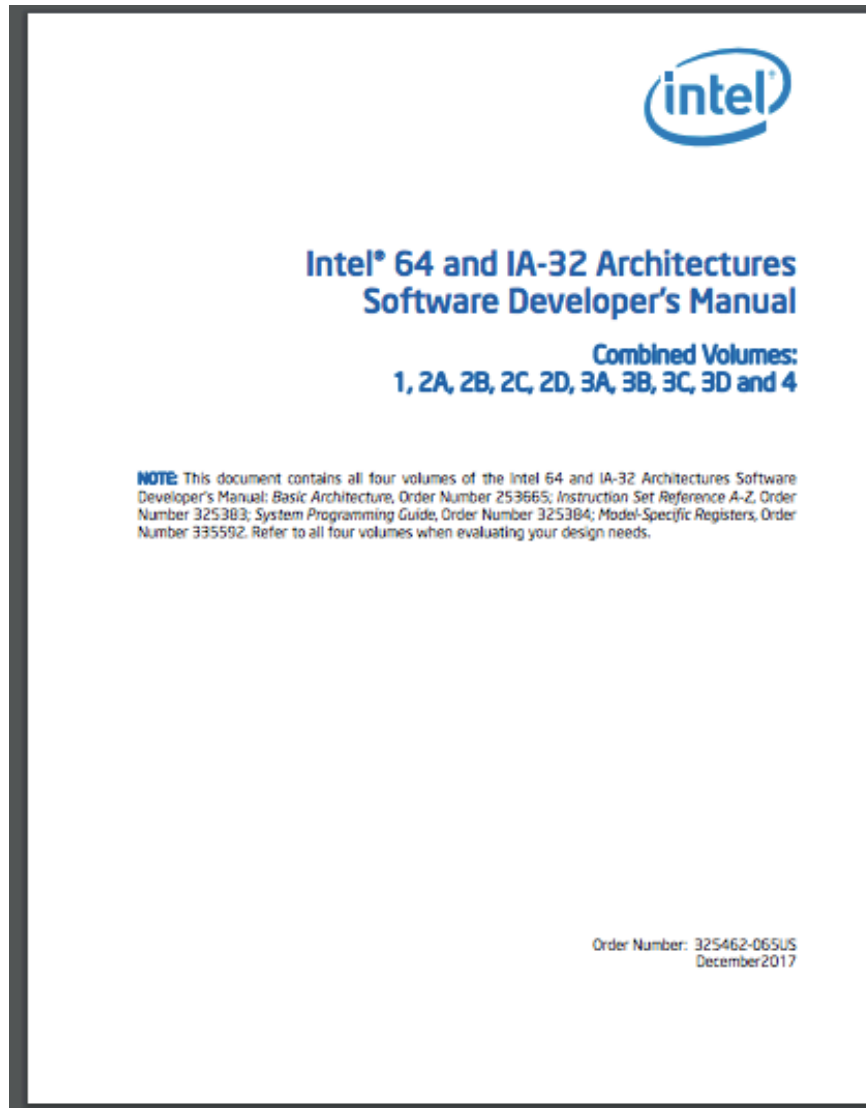 intel®
Intel® 64 and IA-32 Architectures
Software Developer's Manual
Combined Volumes:
1, 2A, 2B, 2C, 2D, 3A, 3B, 3C, 3D and 4
NOTE: This document contains all four volumes of the Intel 64 and IA-32 Architectures Software
Developer's Manual: Basic Architecture, Order Number 253665; Instruction Set Reference A-Z, Order
Number 325383; System Programming Guide, Order Number 325384; Model-Specific Registers, Order
Number 335592. Refer to all four volumes when evaluating your design needs.
Order Number: 325462-065US
December2017